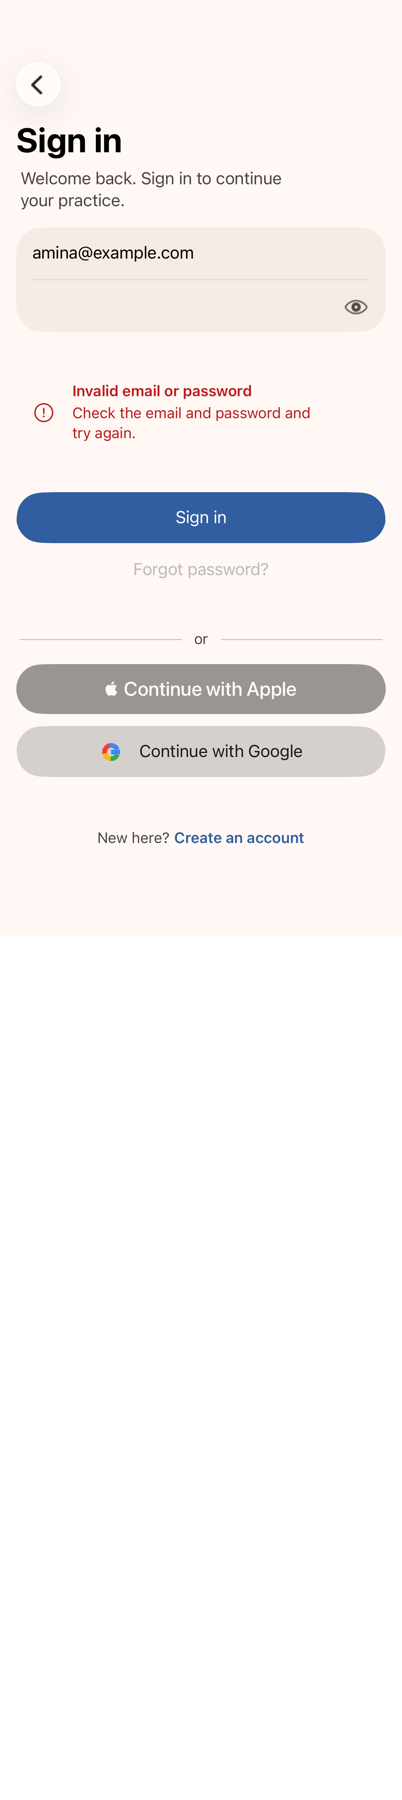 Sign in
Welcome back. Sign in to continue
your practice.
amina@example.com
Invalid email or password
Check the email and password and
try again.
Sign in
Forgot password?
or
Continue with Apple
Continue with Google
New here? Create an account